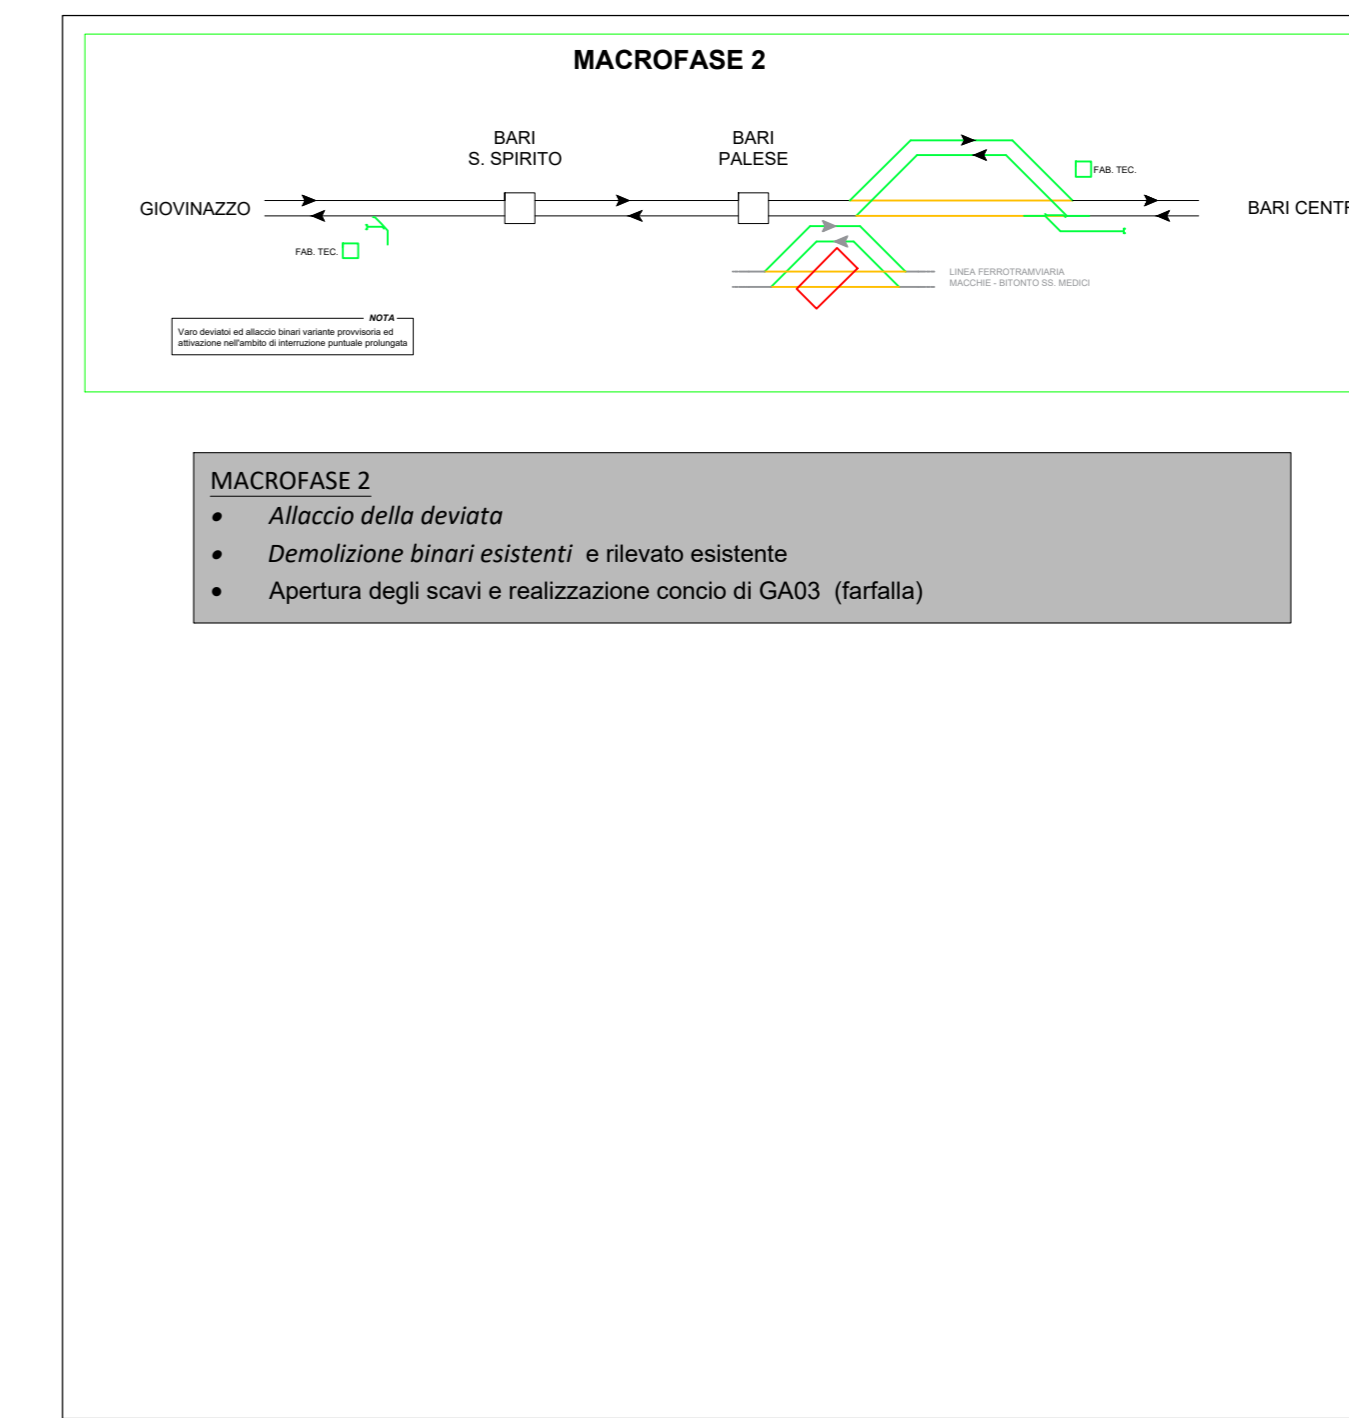 MACROFASE 2
BARI
S. SPIRITO
BARI
PALESE
FAB. TEC.
GIOVINAZZO
BARI CENTR
FAB. TEC.
LINEA FERROTRAMVIARIA
MACCHIE - BITONTO SS. MEDICI
NOTA
Varo deviatoi ed allaccio binari variante provvisoria ed
attivazione nell'ambito di interruzione puntuale prolungata
MACROFASE 2
• Allaccio della deviata
• Demolizione binari esistenti e rilevato esistente
• Apertura degli scavi e realizzazione concio di GA03 (farfalla)